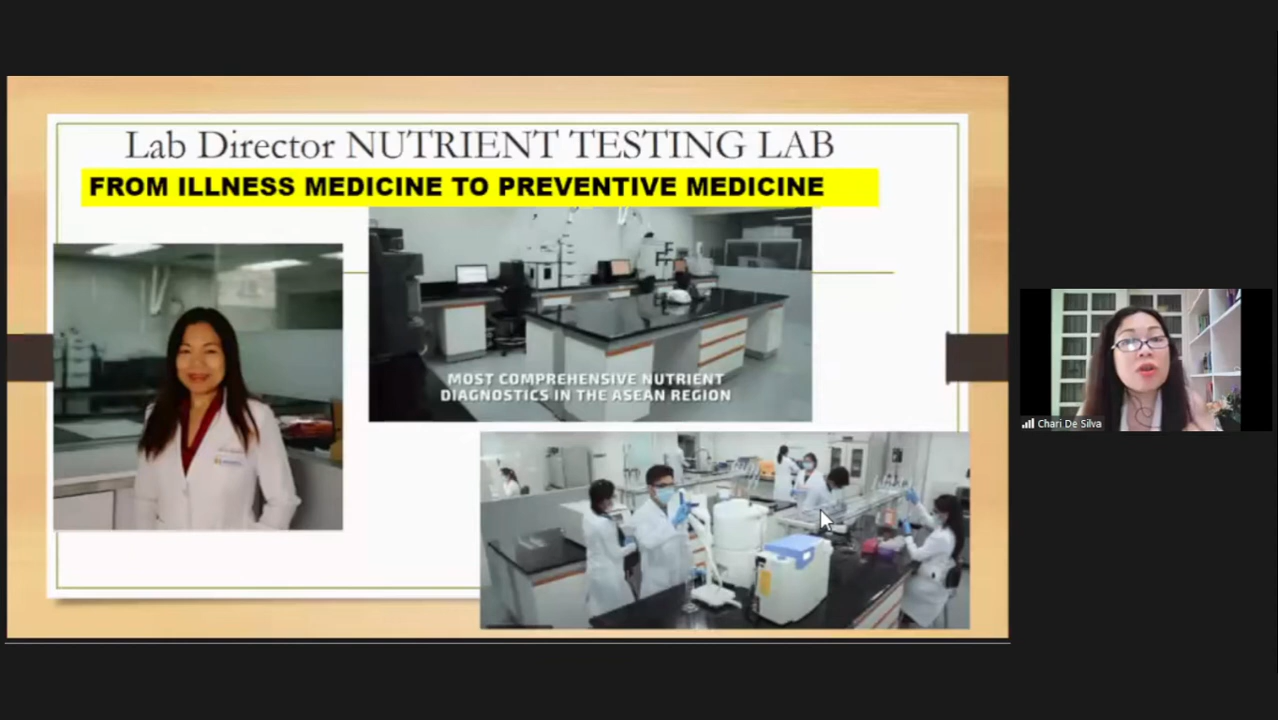 Lab Director NUTRIENT TESTING LAB
FROM ILLNESS MEDICINE TO PREVENTIVE MEDICINE
MOST COMPREHENSIVE NUTRIENT
DIAGNOSTICS IN THE ASEAN REGION
Chari De Silva